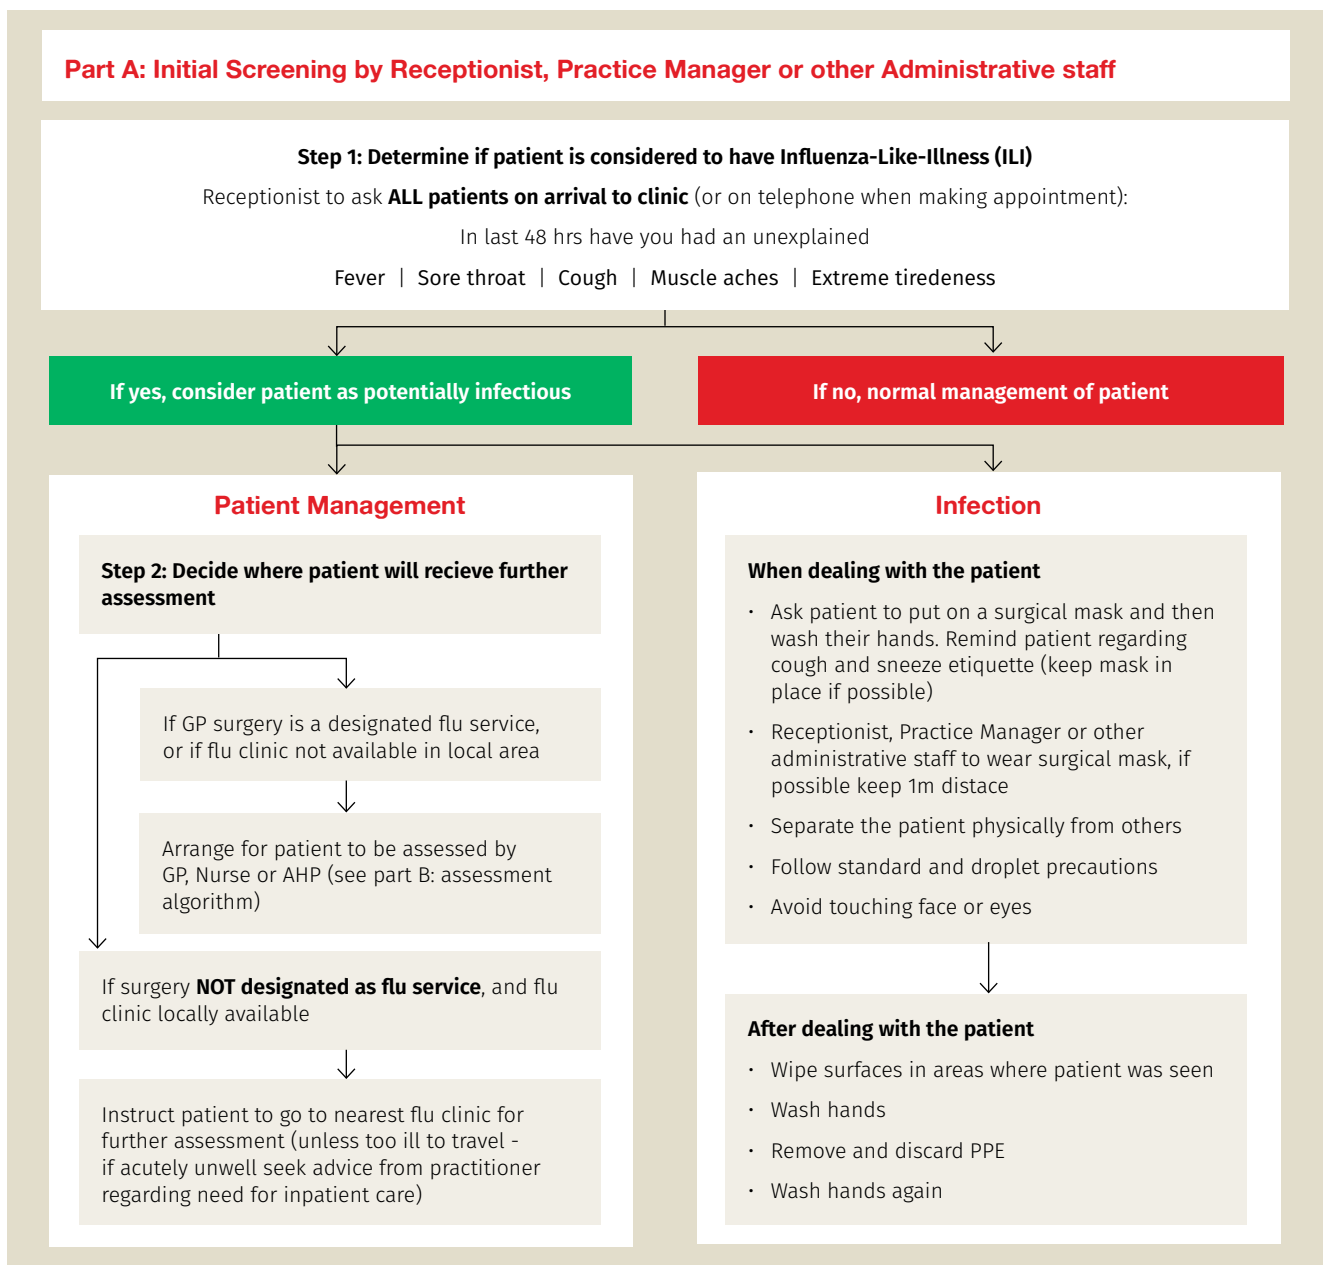 Part A: Initial Screening by Receptionist, Practice Manager or other Administrative staff
Step 1: Determine if patient is considered to have Influenza-Like-Illness (ILI)
Receptionist to ask ALL patients on arrival to clinic (or on telephone when making appointment):
In last 48 hrs have you had an unexplained
Fever | Sore throat | Cough | Muscle aches | Extreme tiredeness
If yes, consider patient as potentially infectious
If no, normal management of patient
Patient Management
Step 2: Decide where patient will recieve further
assessment
If GP surgery is a designated flu service,
or if flu clinic not available in local area
Arrange for patient to be assessed by
GP, Nurse or AHP (see part B: assessment
algorithm)
If surgery NOT designated as flu service, and flu
clinic locally available
Instruct patient to go to nearest flu clinic for
further assessment (unless too ill to travel -
if acutely unwell seek advice from practitioner
regarding need for inpatient care)
Infection
When dealing with the patient
• Ask patient to put on a surgical mask and then
wash their hands. Remind patient regarding
cough and sneeze etiquette (keep mask in
place if possible)
• Receptionist, Practice Manager or other
administrative staff to wear surgical mask, if
possible keep 1m distace
• Separate the patient physically from others
• Follow standard and droplet precautions
• Avoid touching face or eyes
After dealing with the patient
• Wipe surfaces in areas where patient was seen
• Wash hands
• Remove and discard PPE
• Wash hands again